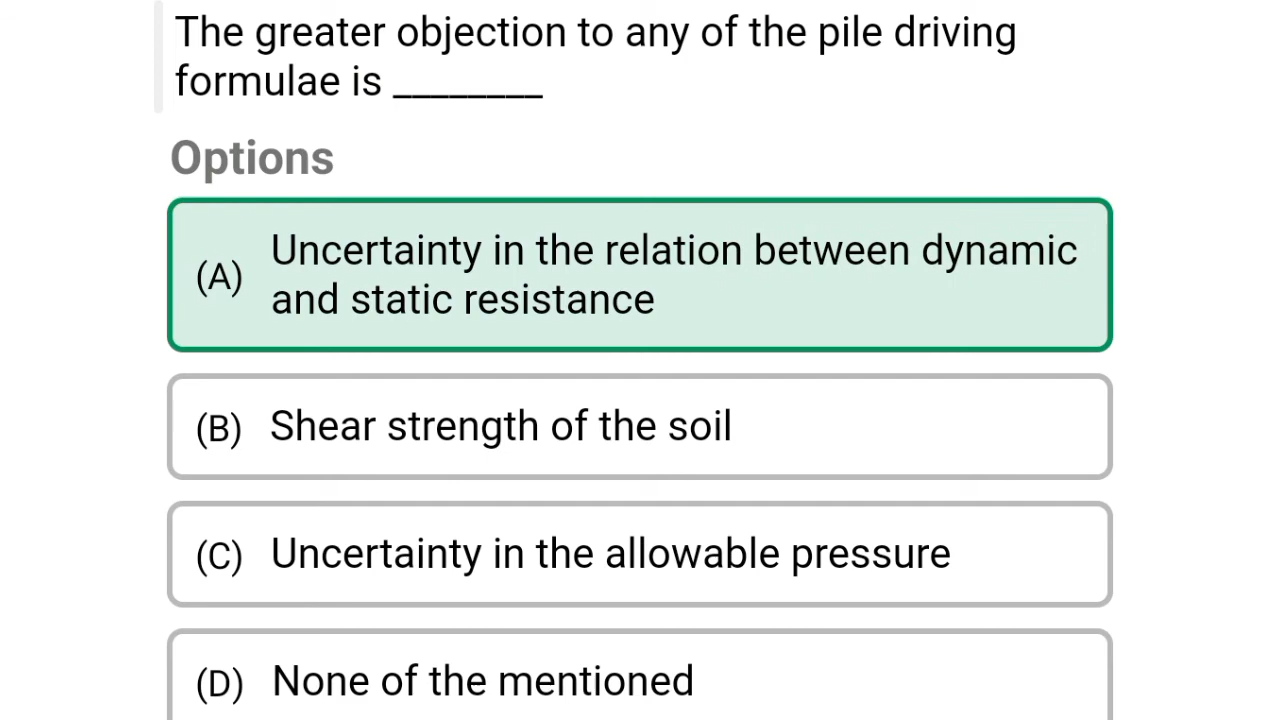 The greater objection to any of the pile driving
formulae is ________
Options
(A) Uncertainty in the relation between dynamic
and static resistance
(B) Shear strength of the soil
(C) Uncertainty in the allowable pressure
(D) None of the mentioned